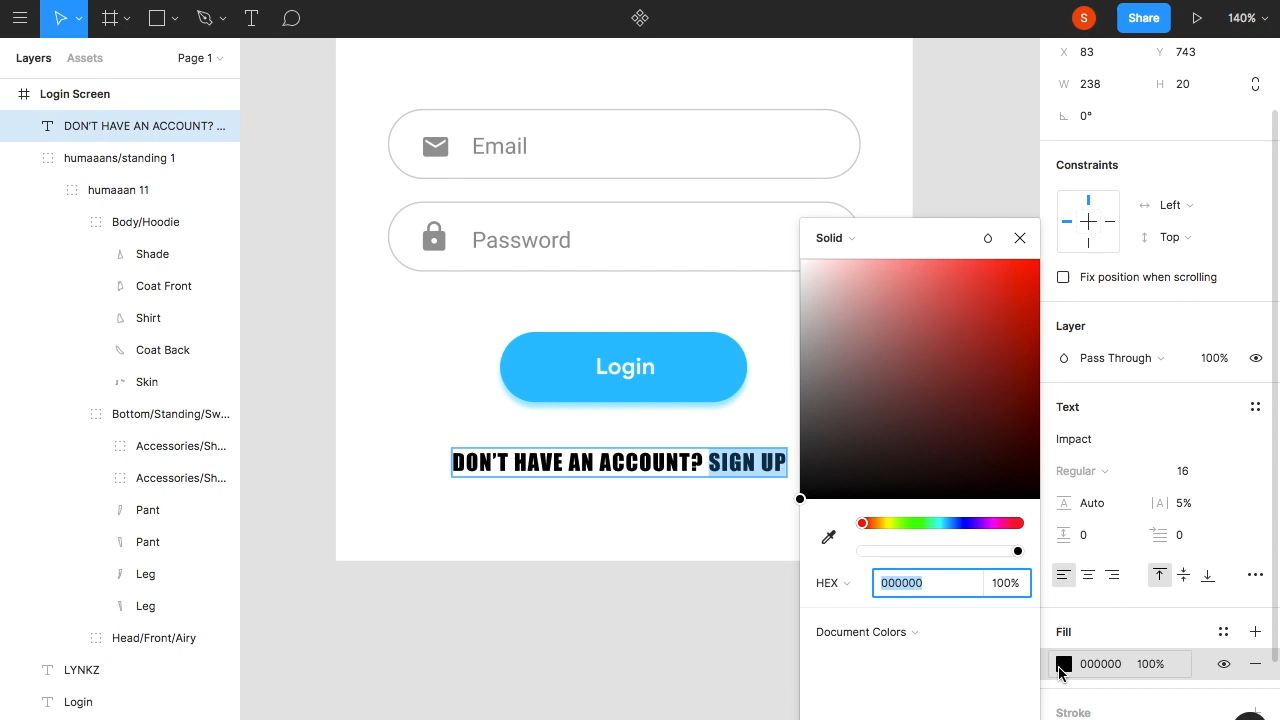 S
Share
140%
Layers
Assets
Page 1
Login Screen
DON'T HAVE AN ACCOUNT? ...
humaaans/standing 1
humaaan 11
Body/Hoodie
Shade
Coat Front
Shirt
Coat Back
Skin
Bottom/Standing/Sw...
Accessories/Sh...
Accessories/Sh...
Pant
Pant
Leg
Leg
Head/Front/Airy
LYNKZ
Login
Email
Password
Login
DON'T HAVE AN ACCOUNT? SIGN UP
Solid
HEX
000000
100%
Document Colors
X 83
Y 743
W 238
H 20
0°
Constraints
Left
Top
Fix position when scrolling
Layer
Pass Through
100%
Text
Impact
Regular
16
A Auto
|A| 5%
0
0
Fill
000000
100%
Stroke